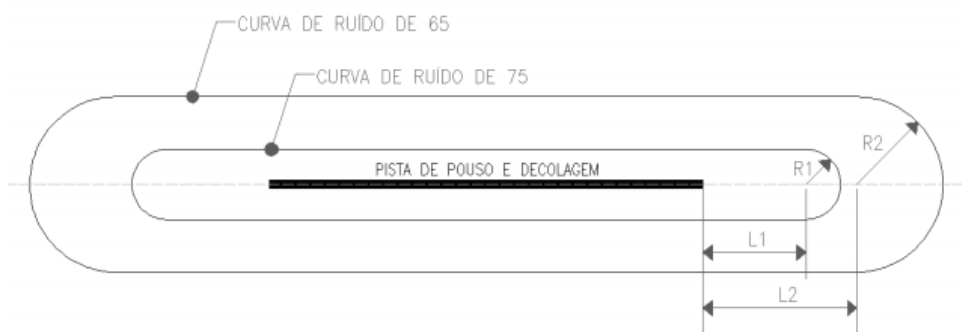 CURVA DE RUÍDO DE 65
CURVA DE RUÍDO DE 75
PISTA DE POUSO E DECOLAGEM
R1
R2
L1
L2